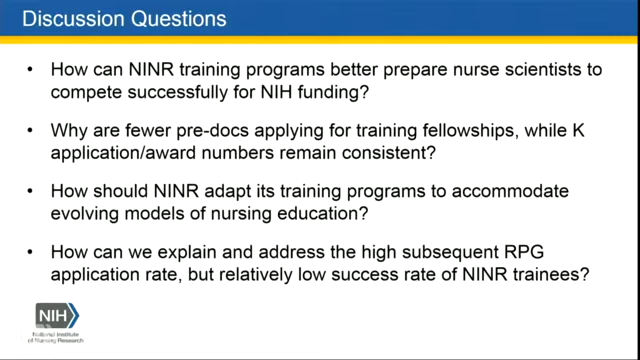 Discussion Questions
• How can NINR training programs better prepare nurse scientists to
compete successfully for NIH funding?
• Why are fewer pre-docs applying for training fellowships, while K
application/award numbers remain consistent?
• How should NINR adapt its training programs to accommodate
evolving models of nursing education?
• How can we explain and address the high subsequent RPG
application rate, but relatively low success rate of NINR trainees?
NIH
National Institute
of Nursing Research